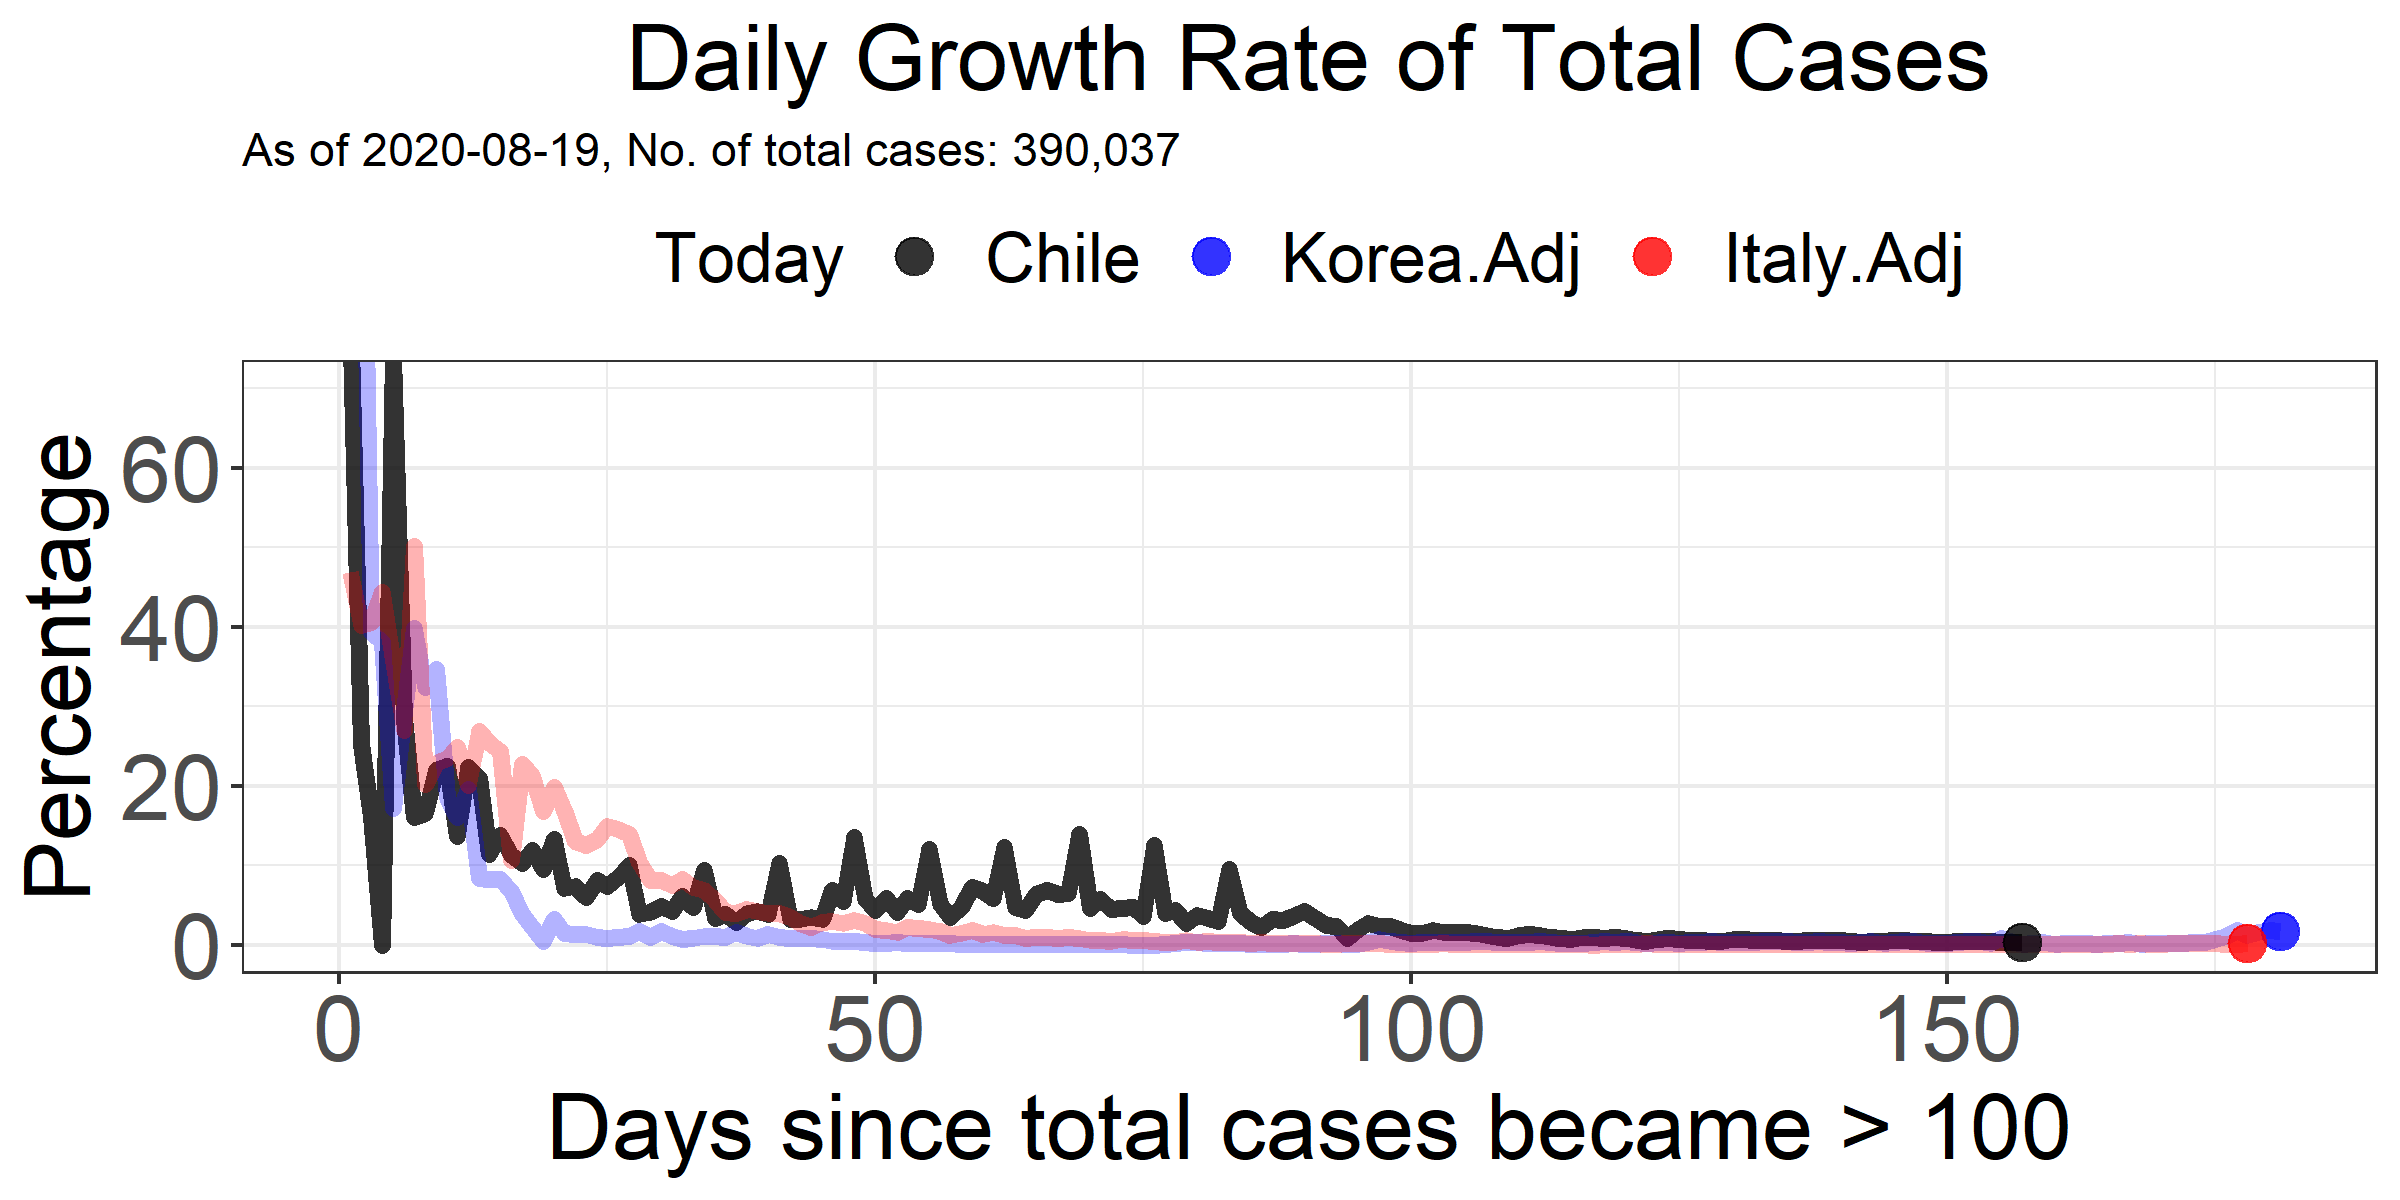 Daily Growth Rate of Total Cases
As of 2020-08-19, No. of total cases: 390,037
Today Chile Korea.Adj Italy.Adj
Percentage
60
40
20
0
0 50 100 150
Days since total cases became > 100